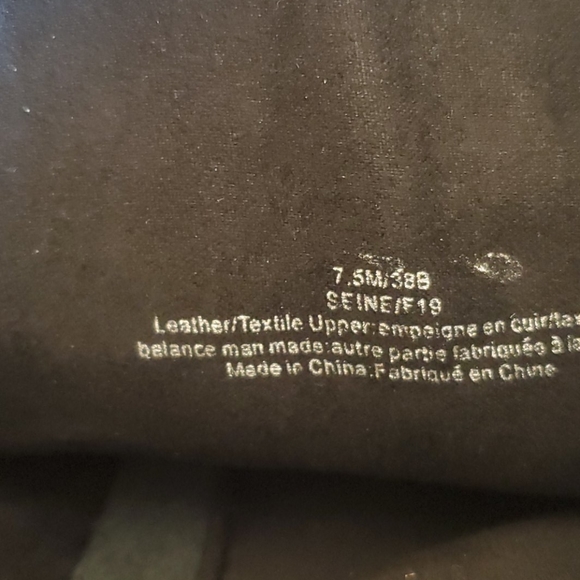 7.5M/38B
SEINE/F19
Leather/Textile Upper:empeigne en cuir/tex
balance man made:autre partie fabriquée à la
Made in China:Fabriqué en Chine